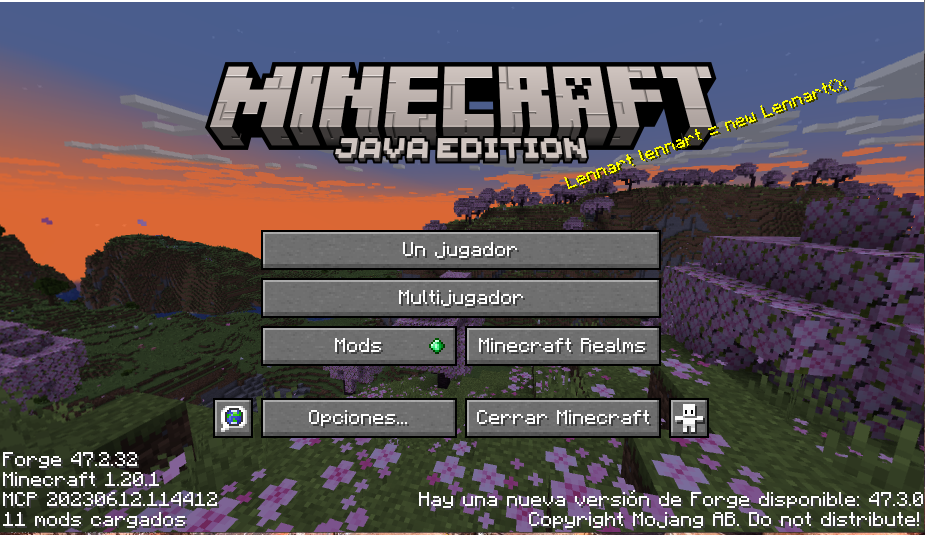 MINECRAFT
JAVA EDITION
Lennart lennart = new Lennart();
Un jugador
Multijugador
Mods
Minecraft Realms
Opciones...
Cerrar Minecraft
Forge 47.2.32
Minecraft 1.20.1
MCP 20230612.114412
Hay una nueva versión de Forge disponible: 47.3.0
11 mods cargados
Copyright Mojang AB. Do not distribute!